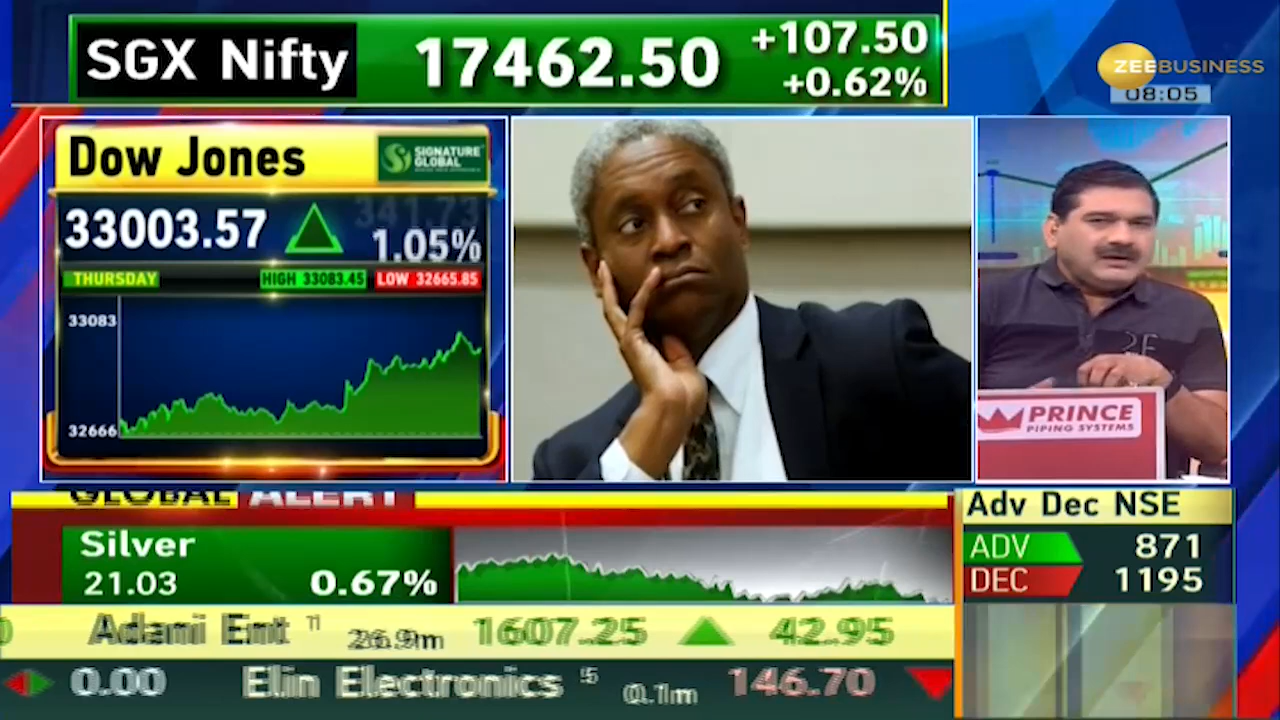 SGX Nifty
17462.50
+107.50
+0.62%
ZEEBUSINESS
08:05
Dow Jones
SIGNATURE GLOBAL
33003.57
341.73
1.05%
THURSDAY
HIGH 33083.45
LOW 32665.85
33083
32666
PRINCE
PIPING SYSTEMS
GLOBAL ALERT
Silver
21.03
0.67%
Adv Dec NSE
ADV 871
DEC 1195
Adani Ent 26.9m 1607.25 42.95
0.00 Elin Electronics 0.1m 146.70